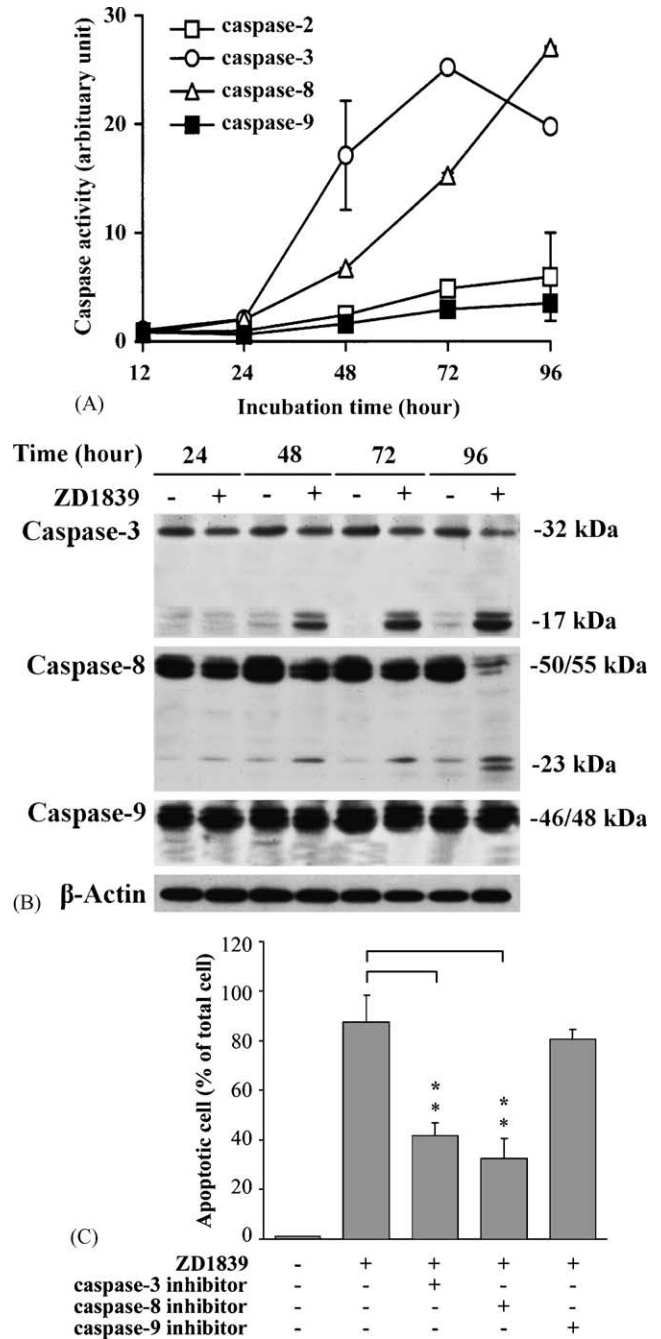 30
20
10
0
Caspase activity (arbituary unit)
caspase-2
caspase-3
caspase-8
caspase-9
12 24 48 72 96
(A) Incubation time (hour)
Time (hour) 24 48 72 96
ZD1839 - + - + - + - +
Caspase-3 -32 kDa
-17 kDa
Caspase-8 -50/55 kDa
-23 kDa
Caspase-9 -46/48 kDa
(B) β-Actin
120
100
80
60
40
20
0
Apoptotic cell (% of total cell)
* *
* *
(C)
ZD1839 - + + + +
caspase-3 inhibitor - - + - -
caspase-8 inhibitor - - - + -
caspase-9 inhibitor - - - - +